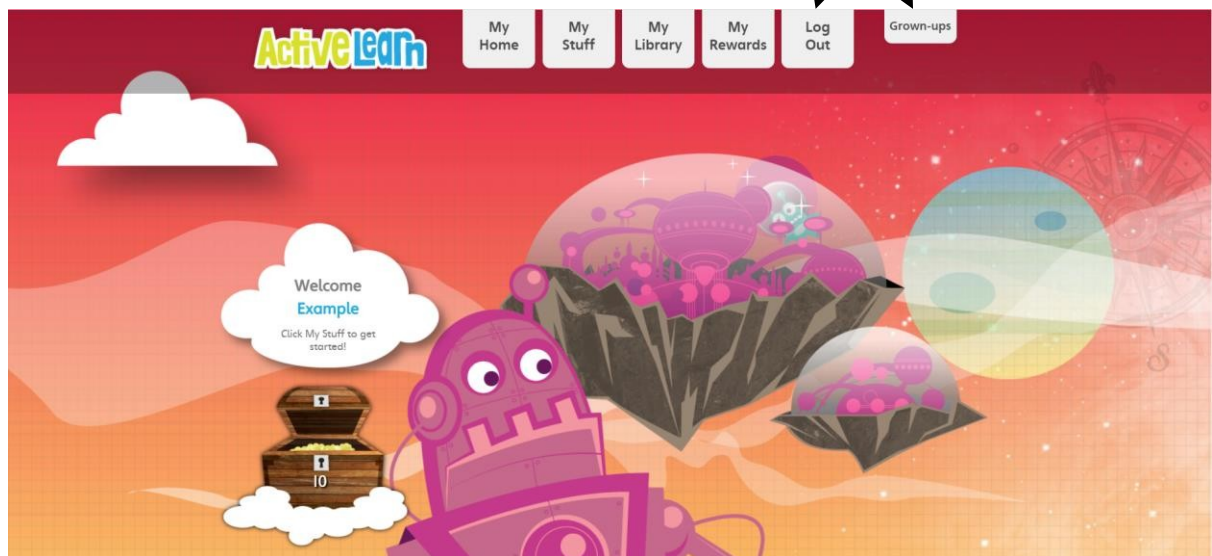 ActiveLearn
My
Home
My
Stuff
My
Library
My
Rewards
Log
Out
Grown-ups
Welcome
Example
Click My Stuff to get
started!
10